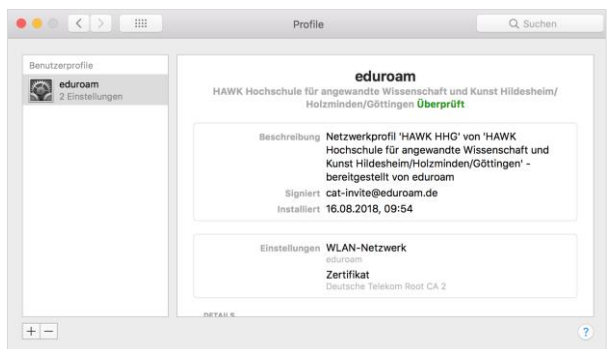 Profile
Suchen
Benutzerprofile
eduroam
2 Einstellungen
eduroam
HAWK Hochschule für angewandte Wissenschaft und Kunst Hildesheim/
Holzminden/Göttingen Überprüft
Beschreibung Netzwerkprofil 'HAWK HHG' von 'HAWK
Hochschule für angewandte Wissenschaft und
Kunst Hildesheim/Holzminden/Göttingen' -
bereitgestellt von eduroam
Signiert cat-invite@eduroam.de
Installiert 16.08.2018, 09:54
Einstellungen WLAN-Netzwerk
eduroam
Zertifikat
Deutsche Telekom Root CA 2
DETAILS
+ −
?